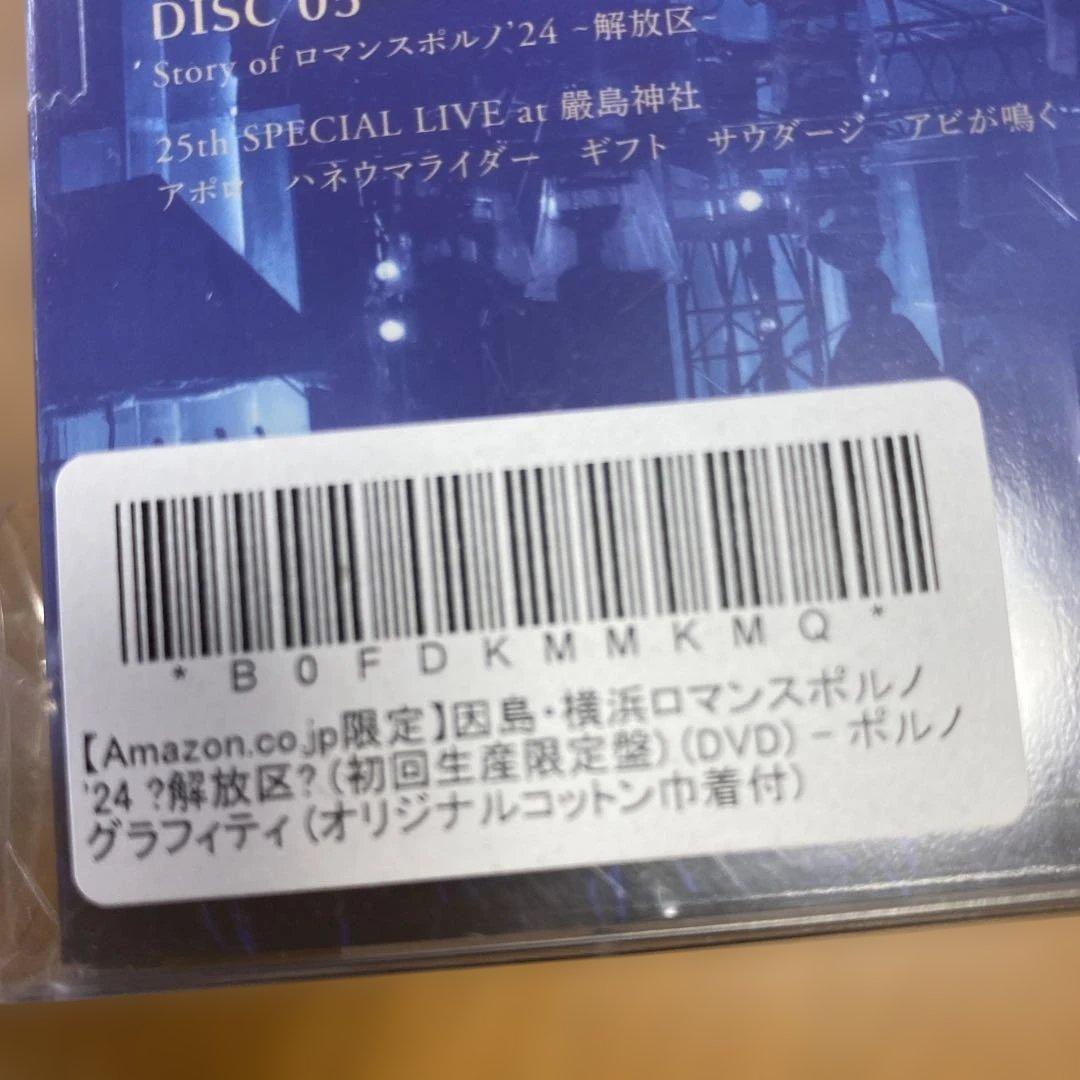 DISC 03
Story of ロマンスポルノ'24 ~解放区~
25th SPECIAL LIVE at 嚴島神社
アポロ　ハネウマライダー　ギフト　サウダージ　アビが鳴く
*B0FDKMMKMQ*
【Amazon.co.jp限定】因島・横浜ロマンスポルノ
'24 ?解放区? (初回生産限定盤) (DVD) - ポルノ
グラフィティ (オリジナルコットン巾着付)